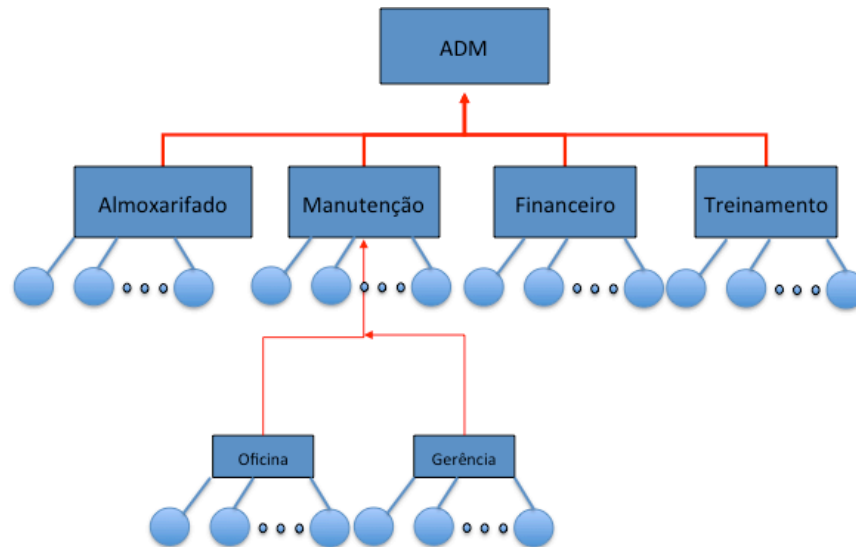 ADM
Almoxarifado
Manutenção
Financeiro
Treinamento
Oficina
Gerência